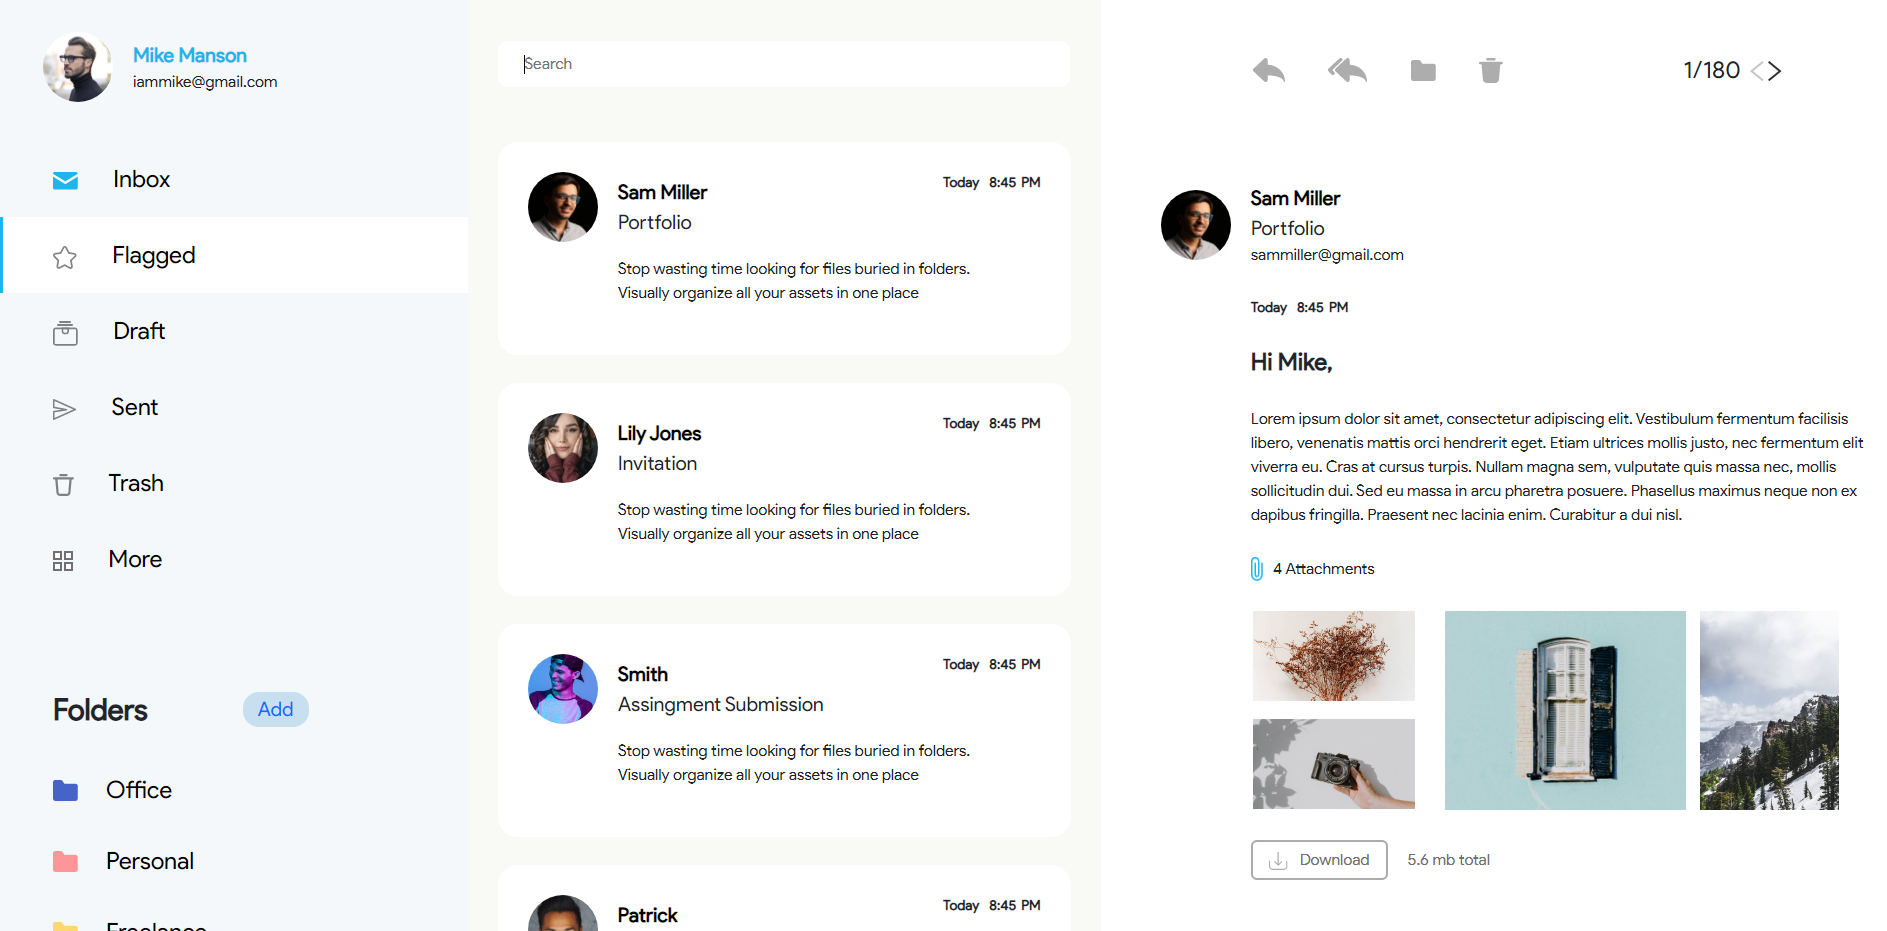 Mike Manson
iammike@gmail.com
Inbox
Flagged
Draft
Sent
Trash
More
Folders
Add
Office
Personal
Freelance
Search
Sam Miller
Today 8:45 PM
Portfolio
Stop wasting time looking for files buried in folders.
Visually organize all your assets in one place
Lily Jones
Today 8:45 PM
Invitation
Stop wasting time looking for files buried in folders.
Visually organize all your assets in one place
Smith
Today 8:45 PM
Assingment Submission
Stop wasting time looking for files buried in folders.
Visually organize all your assets in one place
Patrick
Today 8:45 PM
1/180
Sam Miller
Portfolio
sammiller@gmail.com
Today 8:45 PM
Hi Mike,
Lorem ipsum dolor sit amet, consectetur adipiscing elit. Vestibulum fermentum facilisis
libero, venenatis mattis orci hendrerit eget. Etiam ultrices mollis justo, nec fermentum elit
viverra eu. Cras at cursus turpis. Nullam magna sem, vulputate quis massa nec, mollis
sollicitudin dui. Sed eu massa in arcu pharetra posuere. Phasellus maximus neque non ex
dapibus fringilla. Praesent nec lacinia enim. Curabitur a dui nisl.
4 Attachments
Download
5.6 mb total